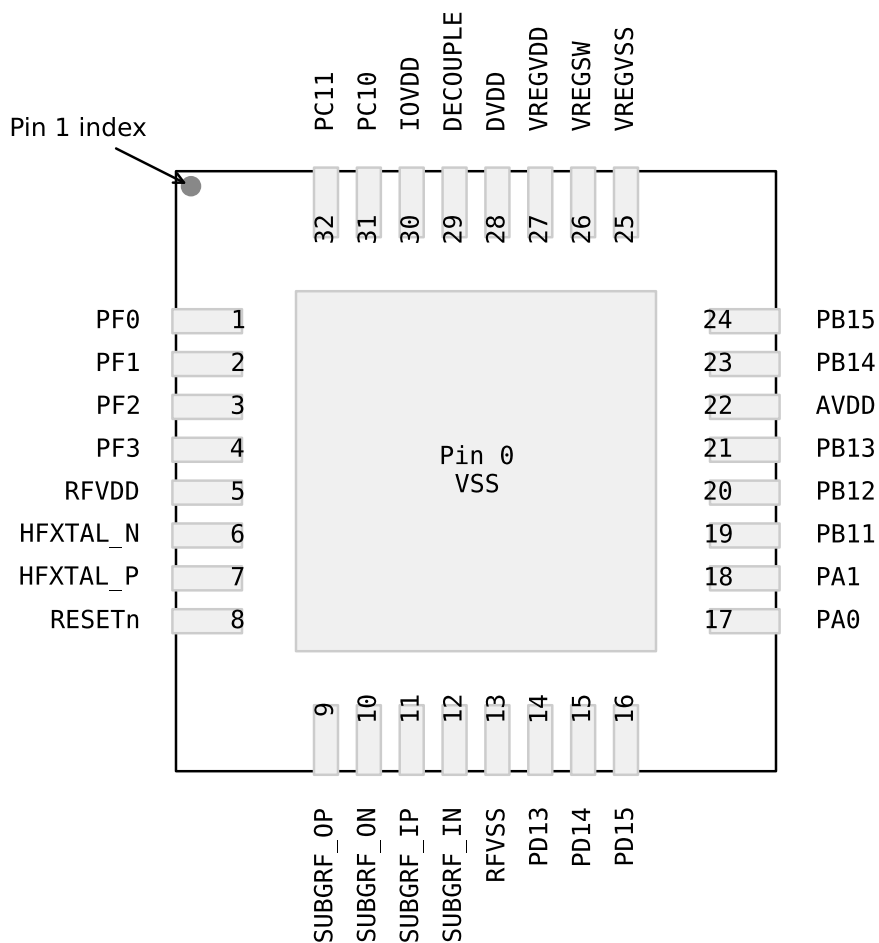 PC11
PC10
IOVDD
DECOUPLE
DVDD
VREGVDD
VREGSW
VREGVSS
Pin 1 index
32
31
30
29
28
27
26
25
PF0 1
24 PB15
PF1 2
23 PB14
PF2 3
22 AVDD
PF3 4
21 PB13
Pin 0
VSS
RFVDD 5
20 PB12
HFXTAL_N 6
19 PB11
HFXTAL_P 7
18 PA1
RESETn 8
17 PA0
9
10
11
12
13
14
15
16
SUBGRF_OP
SUBGRF_ON
SUBGRF_IP
SUBGRF_IN
RFVSS
PD13
PD14
PD15